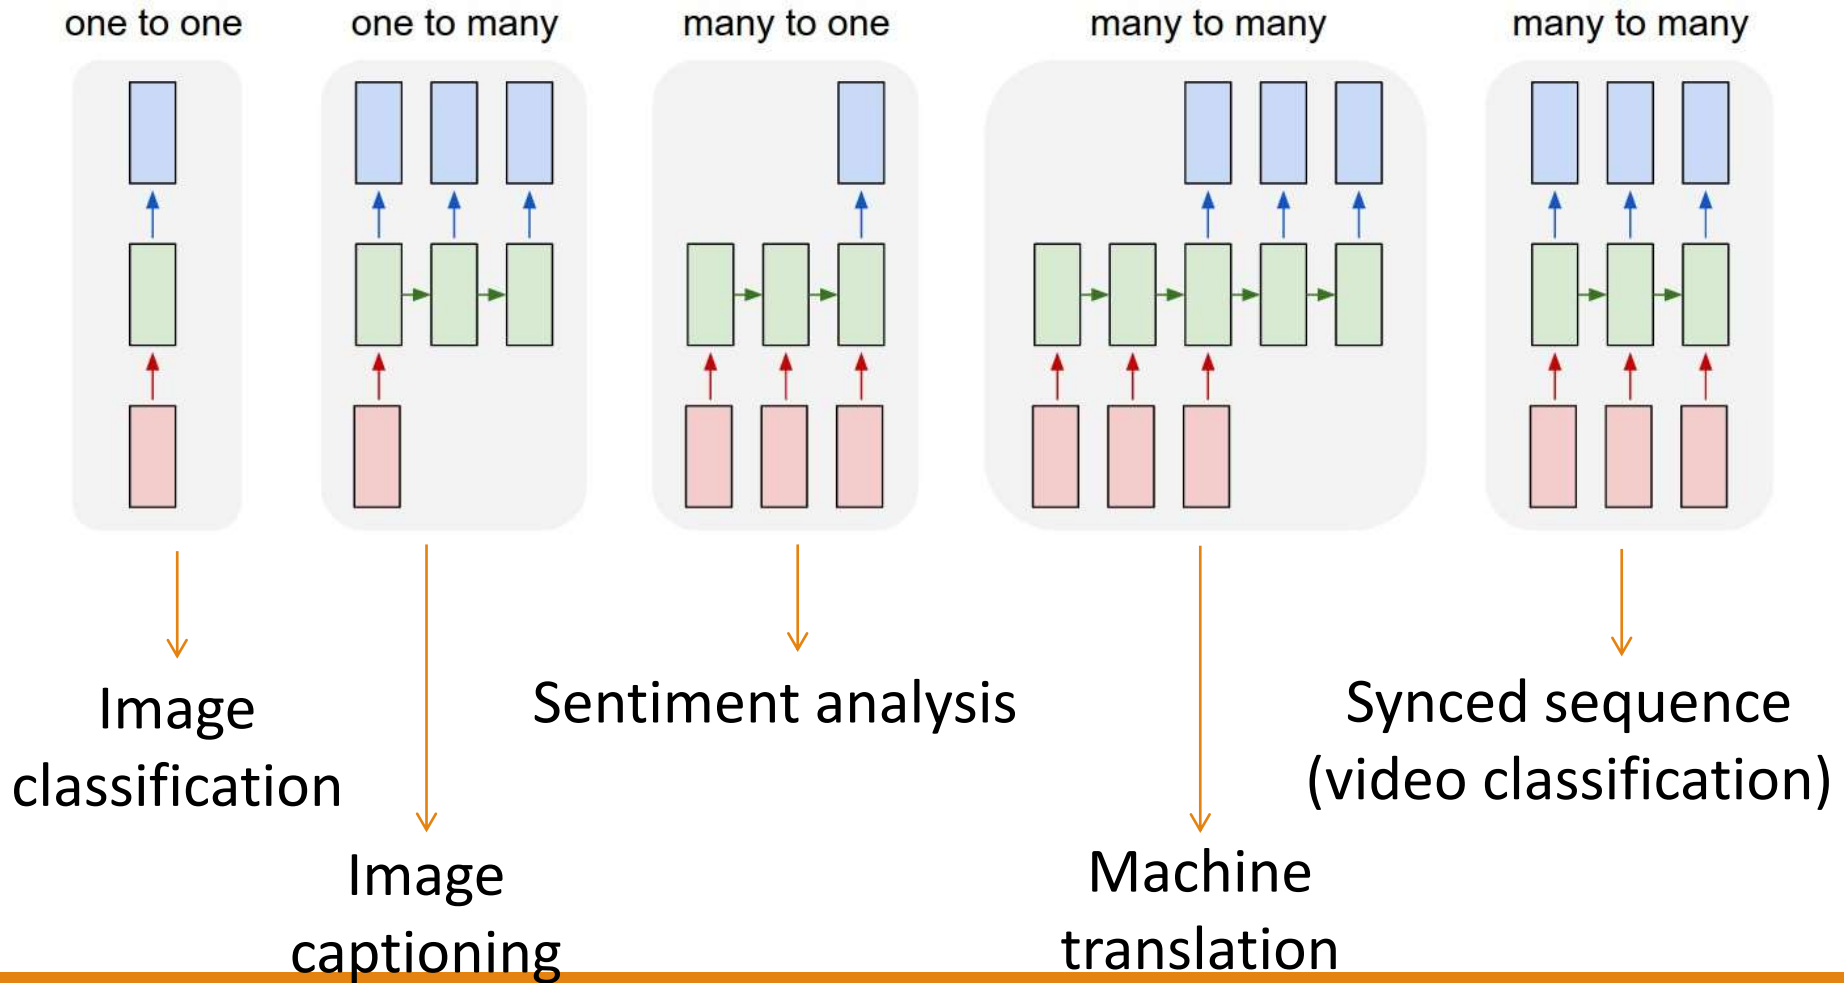 one to one
one to many
many to one
many to many
many to many
Image
classification
Image
captioning
Sentiment analysis
Machine
translation
Synced sequence
(video classification)